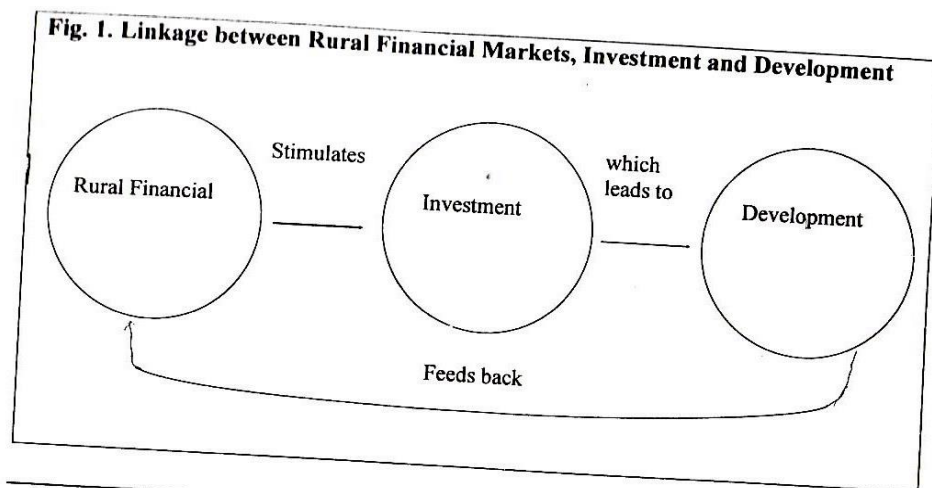 Fig. 1. Linkage between Rural Financial Markets, Investment and Development
Rural Financial
Stimulates
Investment
which
leads to
Development
Feeds back